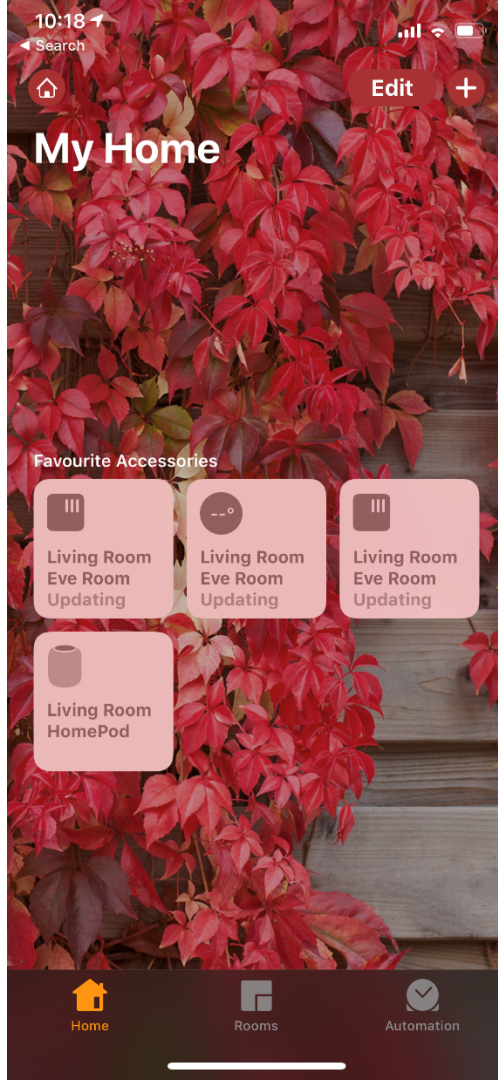 10:18
◀ Search
Edit
My Home
Favourite Accessories
--°
Living Room
Eve Room
Updating
Living Room
Eve Room
Updating
Living Room
Eve Room
Updating
Living Room
HomePod
Home
Rooms
Automation